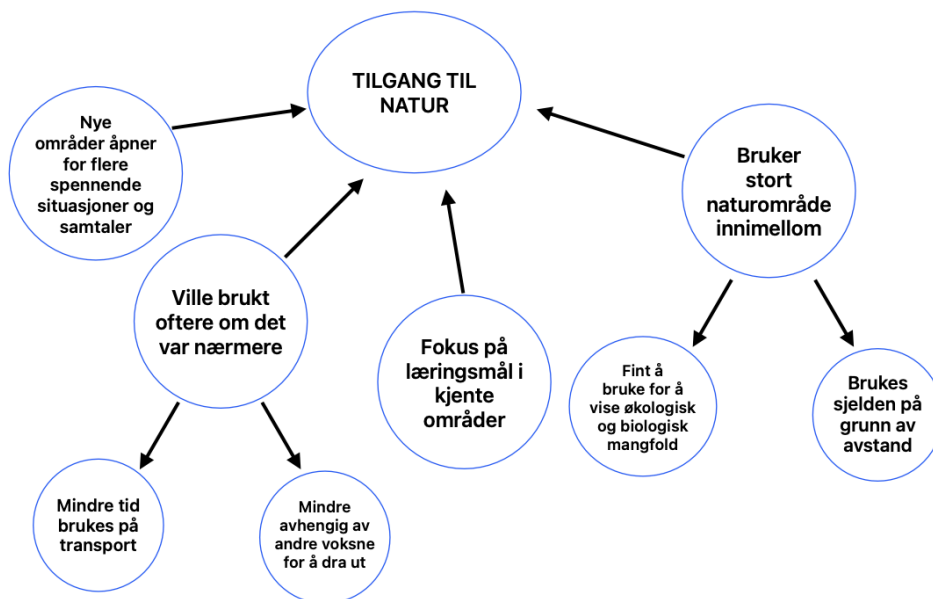 TILGANG TIL
NATUR
Nye
områder åpner
for flere
spennende
situasjoner og
samtaler
Bruker
stort
naturområde
innimellom
Ville brukt
oftere om det
var nærmere
Fokus på
læringsmål i
kjente
områder
Fint å
bruke for å
vise økologisk
og biologisk
mangfold
Brukes
sjelden på
grunn av
avstand
Mindre tid
brukes på
transport
Mindre
avhengig av
andre voksne
for å dra ut